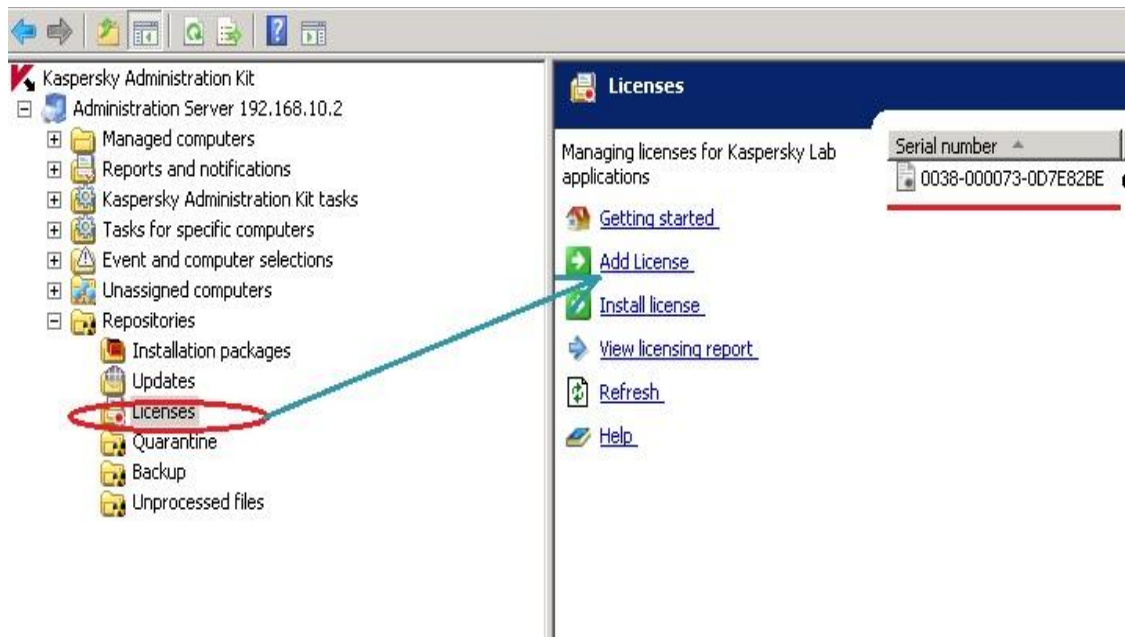 Kaspersky Administration Kit
Administration Server 192.168.10.2
Managed computers
Reports and notifications
Kaspersky Administration Kit tasks
Tasks for specific computers
Event and computer selections
Unassigned computers
Repositories
Installation packages
Updates
Licenses
Quarantine
Backup
Unprocessed files
Licenses
Managing licenses for Kaspersky Lab
applications
Getting started
Add License
Install license
View licensing report
Refresh
Help
Serial number
0038-000073-0D7E82BE